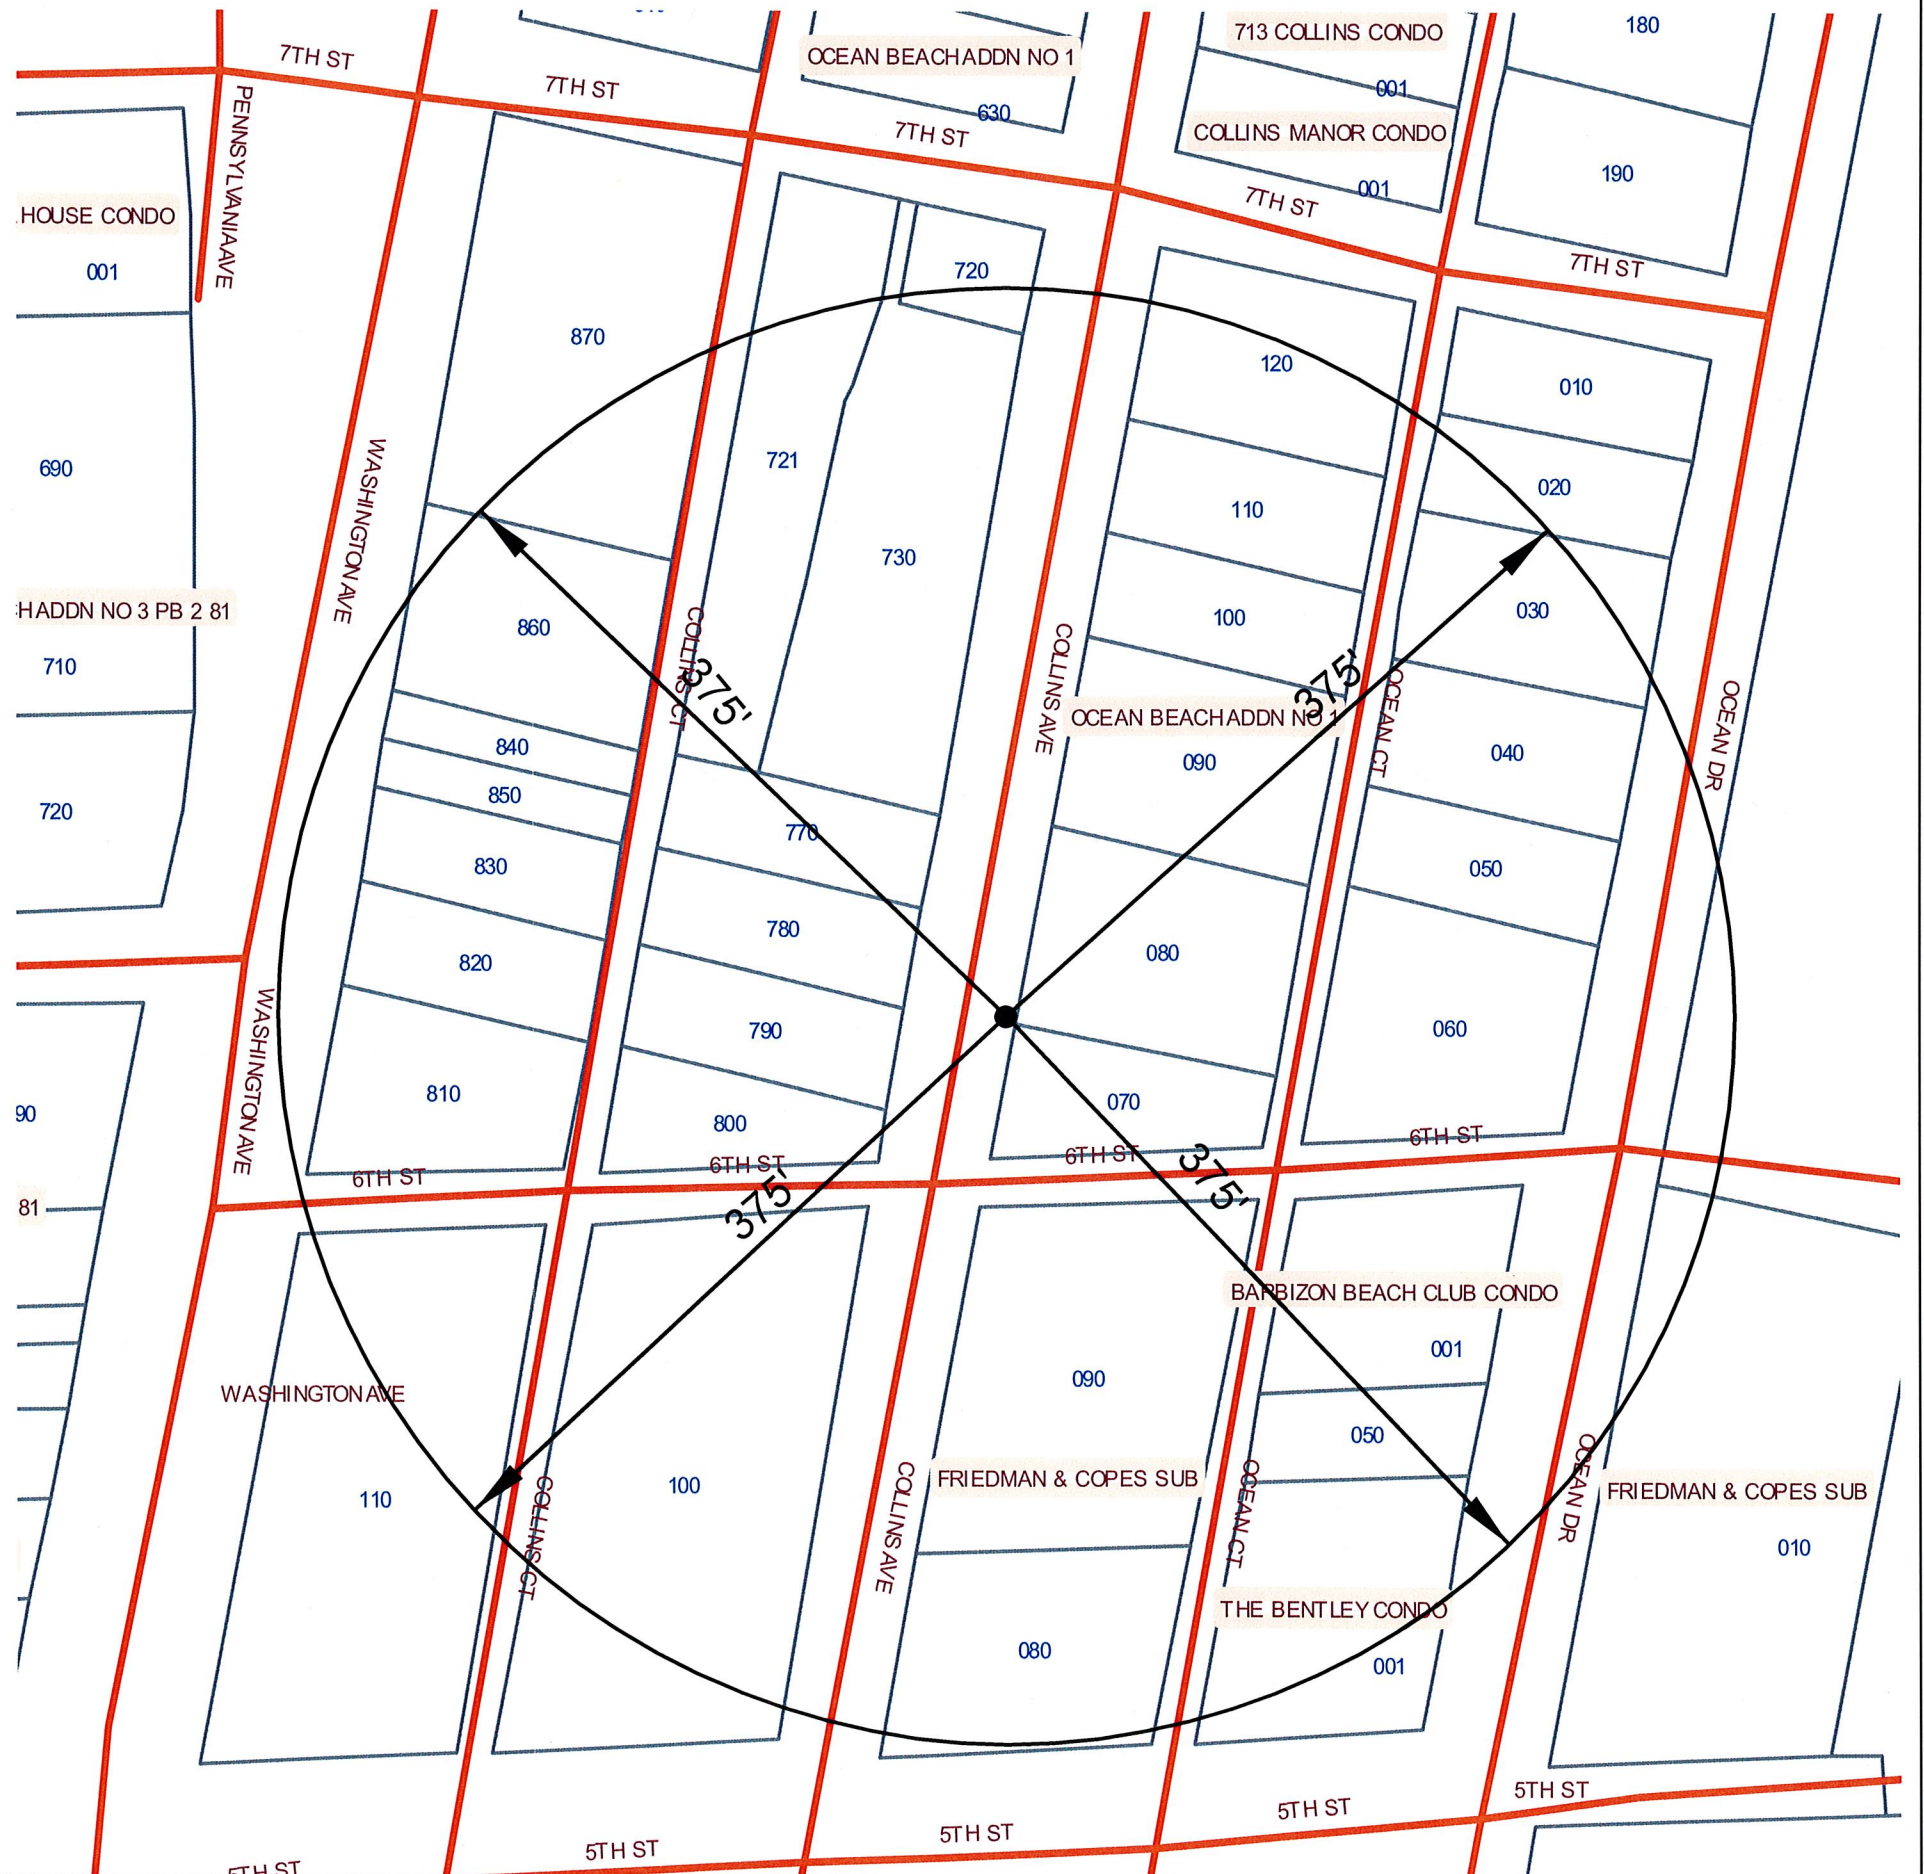 713 COLLINS CONDO
180
7TH ST
OCEAN BEACH ADDN NO 1
7TH ST
001
630
7TH ST
COLLINS MANOR CONDO
PENNSYLVANIA AVE
190
001
7TH ST
HOUSE CONDO
001
720
7TH ST
870
120
010
690
721
WASHINGTON AVE
020
110
730
H ADDN NO 3 PB 2 81
860
100
030
COLLINS CT
COLLINS AVE
710
375'
375'
OCEAN BEACH ADDN NO 1
OCEAN CT
OCEAN DR
840
090
040
850
720
770
830
050
780
820
080
WASHINGTON AVE
790
060
810
070
90
800
6TH ST
6TH ST
6TH ST
6TH ST
375'
375'
81
BARBIZON BEACH CLUB CONDO
001
090
WASHINGTON AVE
050
FRIEDMAN & COPES SUB
100
FRIEDMAN & COPES SUB
110
COLLINS CT
COLLINS AVE
OCEAN CT
OCEAN DR
010
THE BENTLEY CONDO
080
001
5TH ST
5TH ST
5TH ST
5TH ST
5TH ST